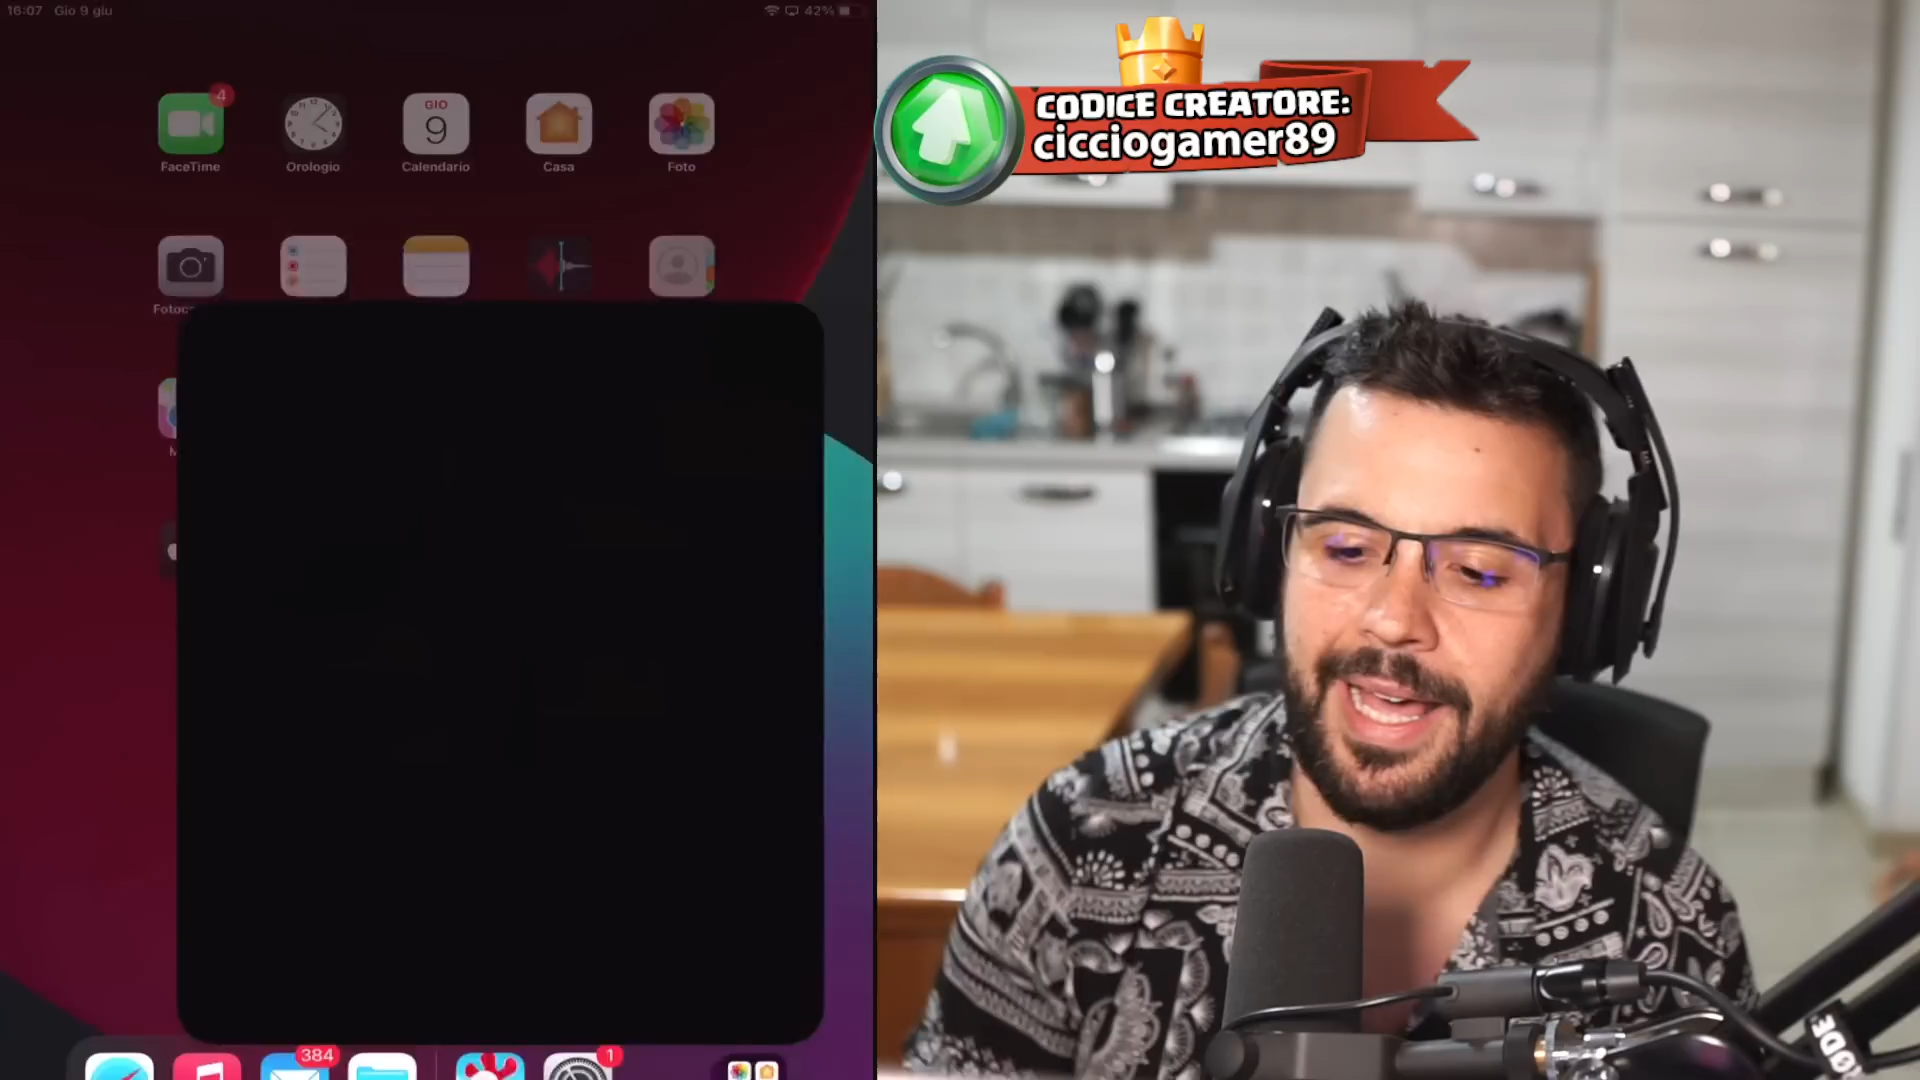 16:07 Gio 9 giu
42%
4
GIO
9
FaceTime
Orologio
Calendario
Casa
Foto
384
1
CODICE CREATORE:
cicciogamer89